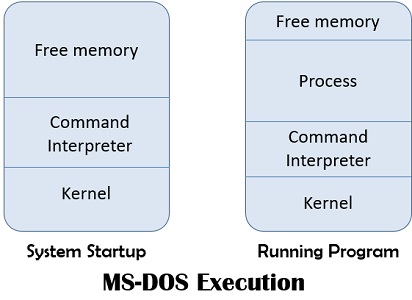 Free memory
Command
Interpreter
Kernel
System Startup
Free memory
Process
Command
Interpreter
Kernel
Running Program
MS-DOS Execution